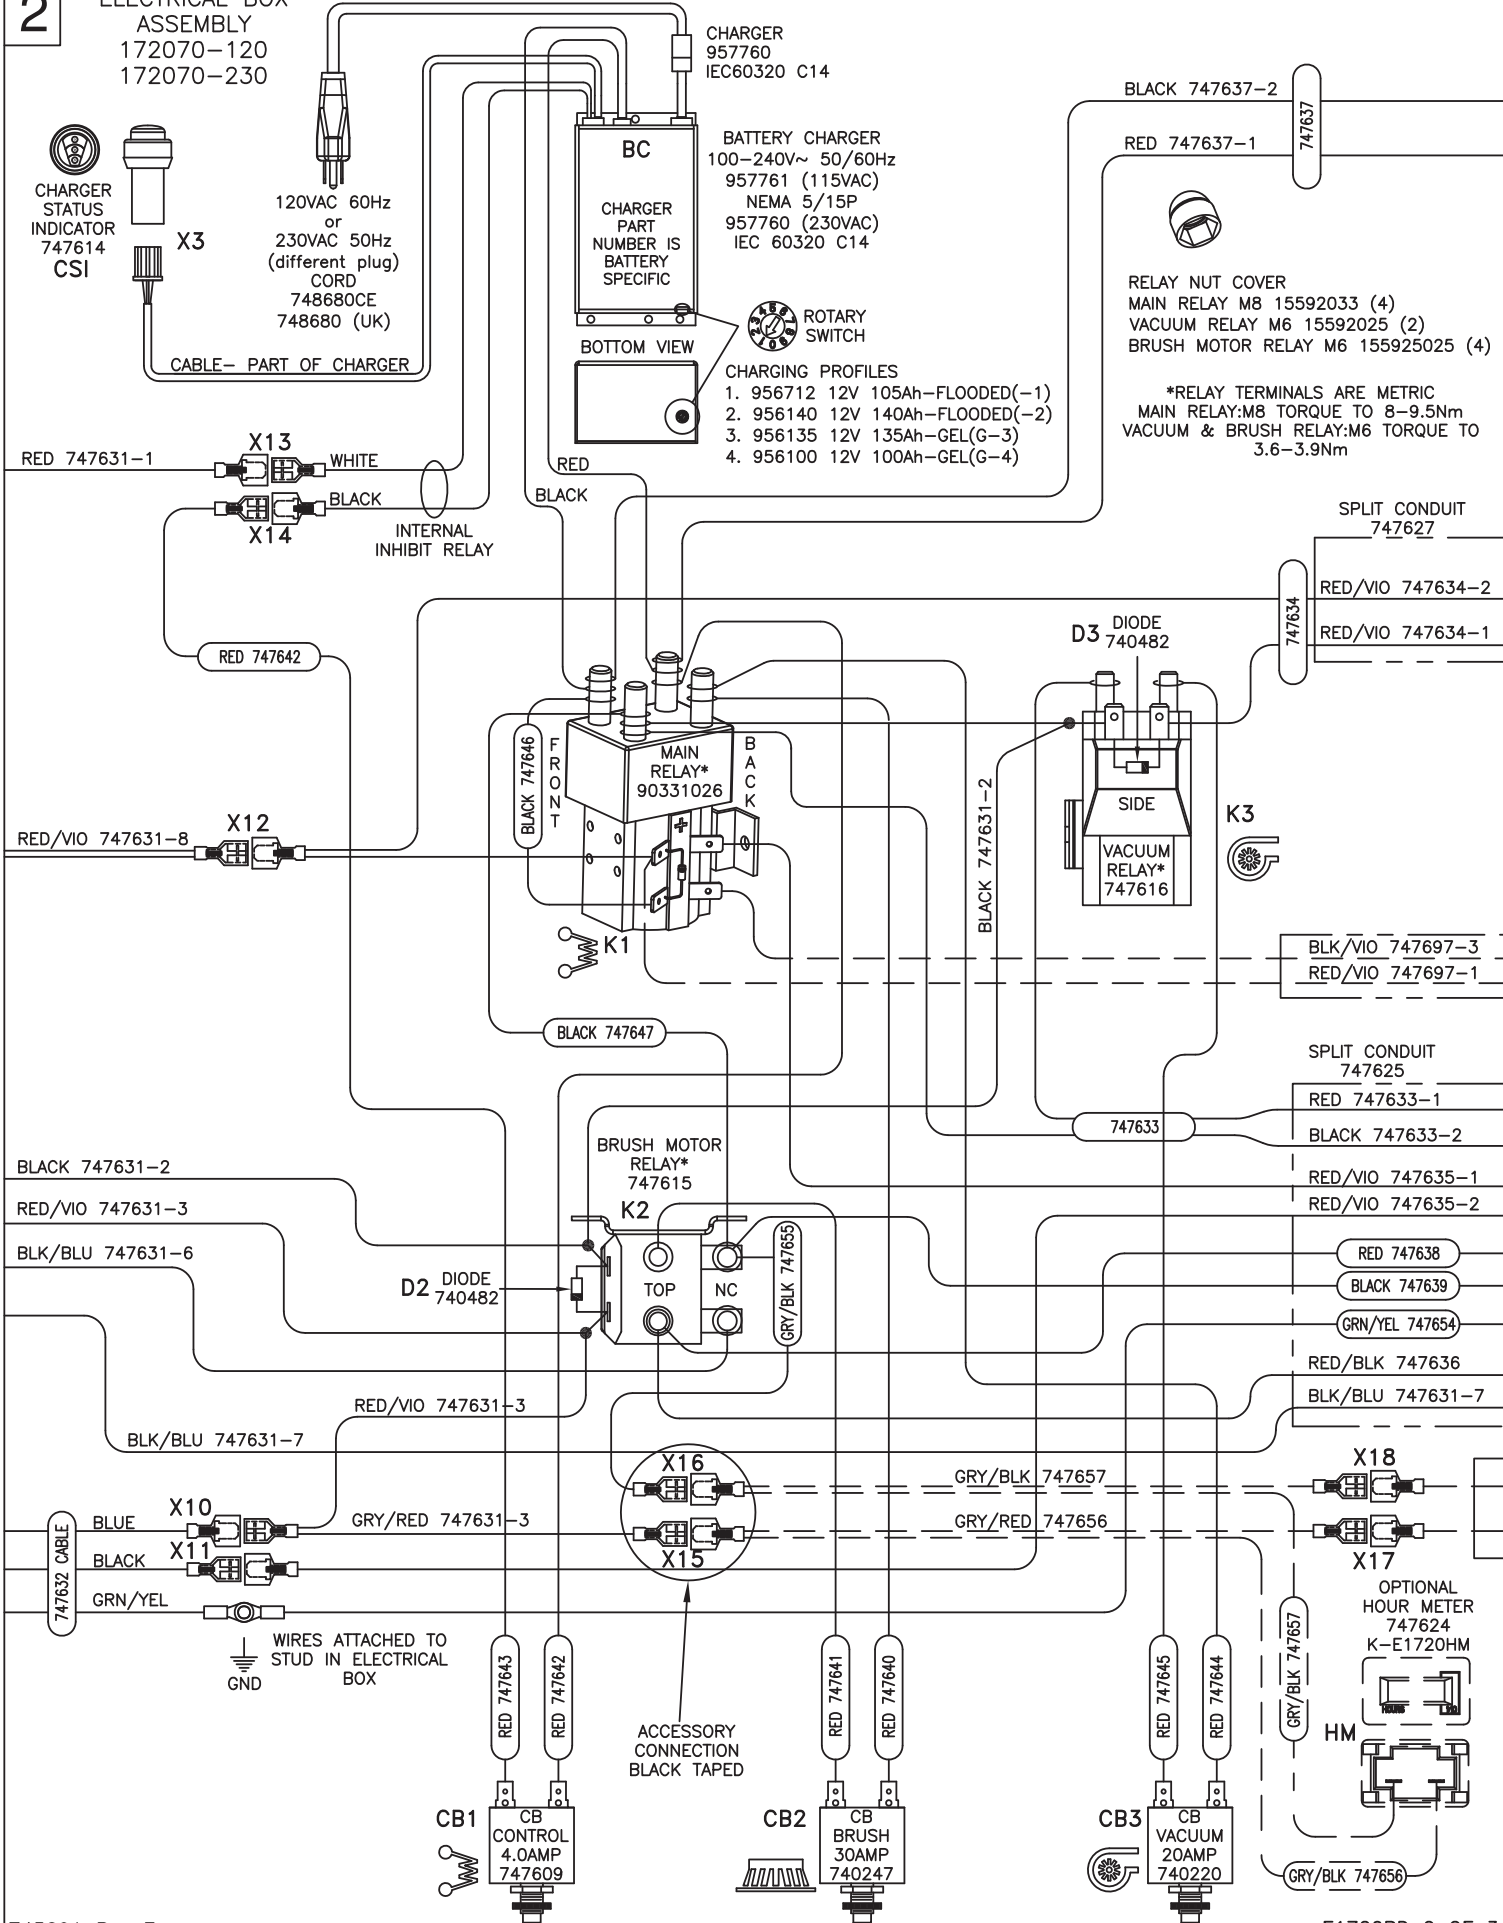 2
ELECTRICAL BOX
ASSEMBLY
172070-120
172070-230
CHARGER
957760
IEC60320 C14
CHARGER
STATUS
INDICATOR
747614
CSI
X3
120VAC 60Hz
or
230VAC 50Hz
(different plug)
CORD
748680CE
748680 (UK)
CABLE- PART OF CHARGER
BC
CHARGER
PART
NUMBER IS
BATTERY
SPECIFIC
BATTERY CHARGER
100-240V~ 50/60Hz
957761 (115VAC)
NEMA 5/15P
957760 (230VAC)
IEC 60320 C14
BOTTOM VIEW
0 1 2 3 4 5 6 7 8 9
ROTARY
SWITCH
CHARGING PROFILES
1. 956712 12V 105Ah-FLOODED(-1)
2. 956140 12V 140Ah-FLOODED(-2)
3. 956135 12V 135Ah-GEL(G-3)
4. 956100 12V 100Ah-GEL(G-4)
BLACK 747637-2
RED 747637-1
747637
RELAY NUT COVER
MAIN RELAY M8 15592033 (4)
VACUUM RELAY M6 15592025 (2)
BRUSH MOTOR RELAY M6 155925025 (4)
*RELAY TERMINALS ARE METRIC
MAIN RELAY:M8 TORQUE TO 8-9.5Nm
VACUUM & BRUSH RELAY:M6 TORQUE TO
3.6-3.9Nm
RED 747631-1
X13
WHITE
BLACK
X14
INTERNAL
INHIBIT RELAY
RED
BLACK
SPLIT CONDUIT
747627
747634
RED/VIO 747634-2
RED/VIO 747634-1
RED 747642
D3
DIODE
740482
BLACK 747646
FRONT
MAIN
RELAY*
90331026
BACK
+
K1
BLACK 747631-2
SIDE
VACUUM
RELAY*
747616
K3
RED/VIO 747631-8
X12
BLK/VIO 747697-3
RED/VIO 747697-1
BLACK 747647
SPLIT CONDUIT
747625
RED 747633-1
747633
BLACK 747633-2
BLACK 747631-2
RED/VIO 747631-3
BLK/BLU 747631-6
BRUSH MOTOR
RELAY*
747615
K2
D2
DIODE
740482
TOP
NC
GRY/BLK 747655
RED/VIO 747635-1
RED/VIO 747635-2
RED 747638
BLACK 747639
GRN/YEL 747654
RED/BLK 747636
BLK/BLU 747631-7
RED/VIO 747631-3
BLK/BLU 747631-7
X16
GRY/BLK 747657
X18
747632 CABLE
X10
BLUE
GRY/RED 747631-3
GRY/RED 747656
X11
BLACK
X15
X17
GRN/YEL
GND
WIRES ATTACHED TO
STUD IN ELECTRICAL
BOX
OPTIONAL
HOUR METER
747624
K-E1720HM
HOURS
HM
GRY/BLK 747657
GRY/BLK 747656
ACCESSORY
CONNECTION
BLACK TAPED
RED 747643
RED 747642
RED 747641
RED 747640
RED 747645
RED 747644
CB1
CB
CONTROL
4.0AMP
747609
CB2
CB
BRUSH
30AMP
740247
CB3
CB
VACUUM
20AMP
740220